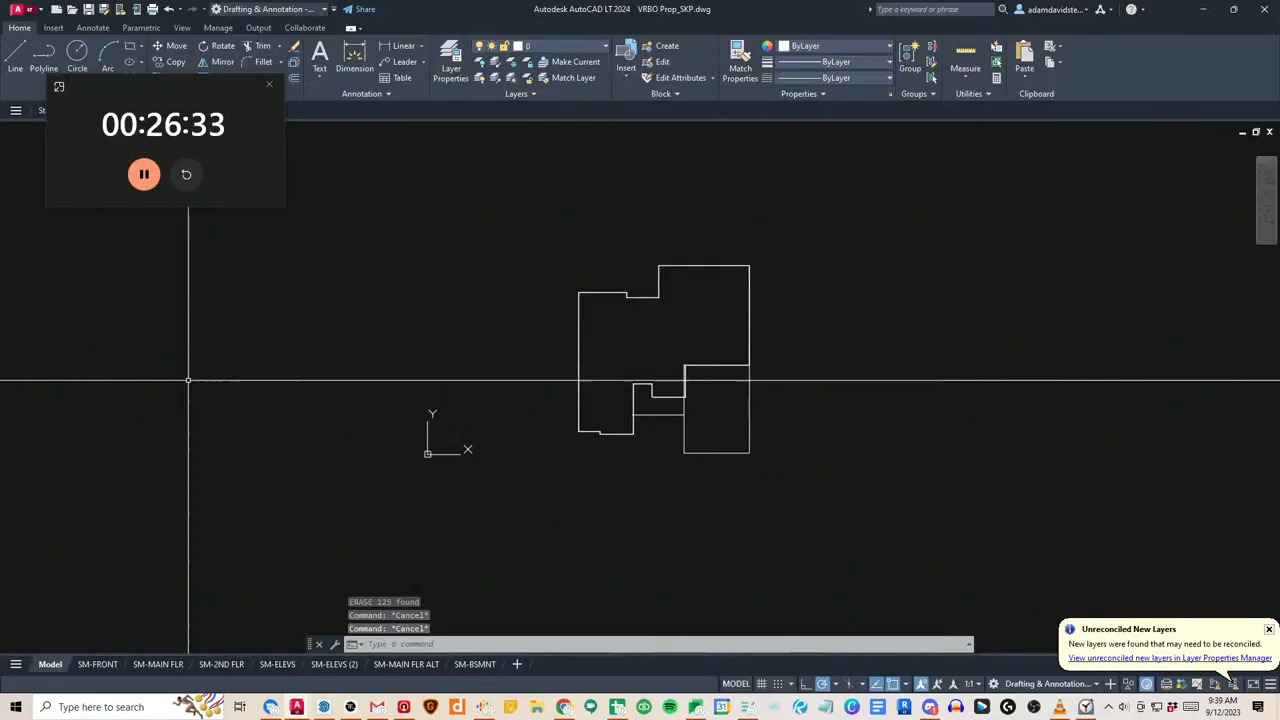 Drafting & Annotation
Share
Autodesk AutoCAD LT 2024 VRBO Prop_SKP.dwg
Type a keyword or phrase
adamdavidste...
Home
Insert
Annotate
Parametric
View
Manage
Output
Collaborate
Line
Polyline
Circle
Arc
Move
Rotate
Trim
Copy
Mirror
Fillet
Text
Dimension
Linear
Leader
Table
Annotation
Layer
Properties
0
Make Current
Match Layer
Layers
Insert
Create
Edit
Edit Attributes
Block
Match
Properties
ByLayer
ByLayer
ByLayer
Properties
Group
Groups
Measure
Utilities
Paste
Clipboard
00:26:33
Y
X
ERASE 125 found
Command: *Cancel*
Command: *Cancel*
Type a command
Unreconciled New Layers
New layers were found that may need to be reconciled.
View unreconciled new layers in Layer Properties Manager
Model
SM-FRONT
SM-MAIN FLR
SM-2ND FLR
SM-ELEVS
SM-ELEVS (2)
SM-MAIN FLR ALT
SM-BSMNT
MODEL
1:1
Drafting & Annotation
Type here to search
9:39 AM
9/12/2023